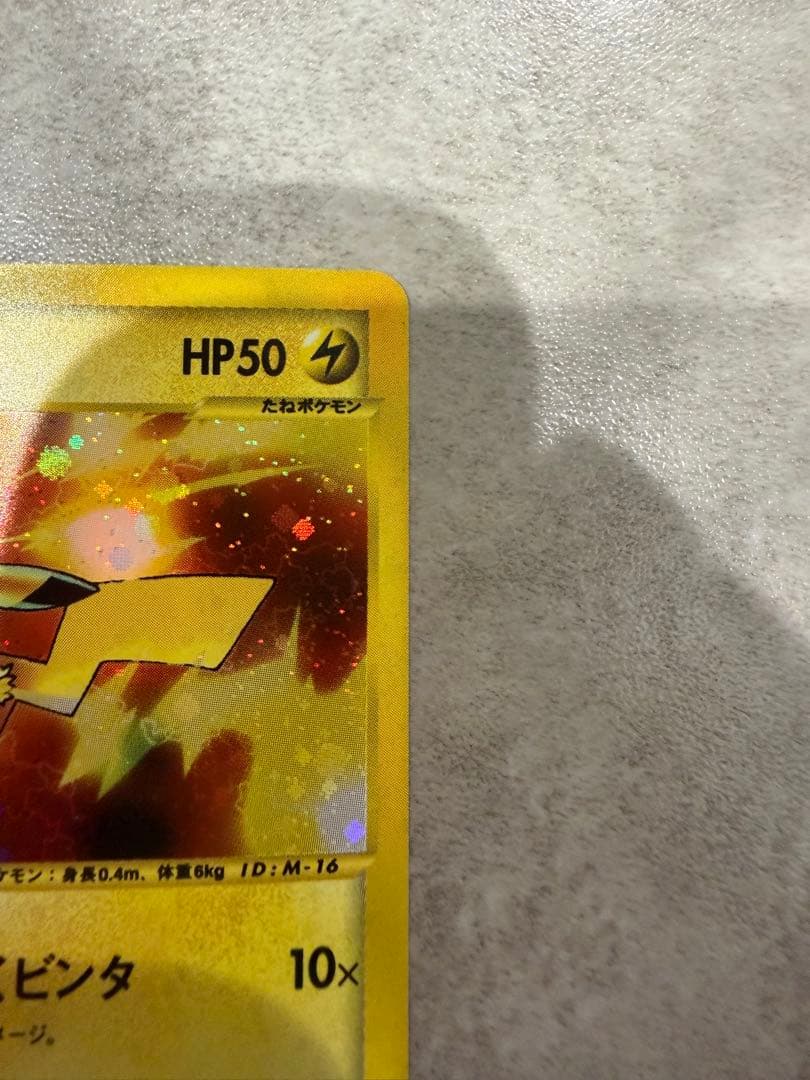 HP50
たねポケモン
ケモン：身長0.4m、体重6kg ID:M-16
ビンタ 10×
メージ。